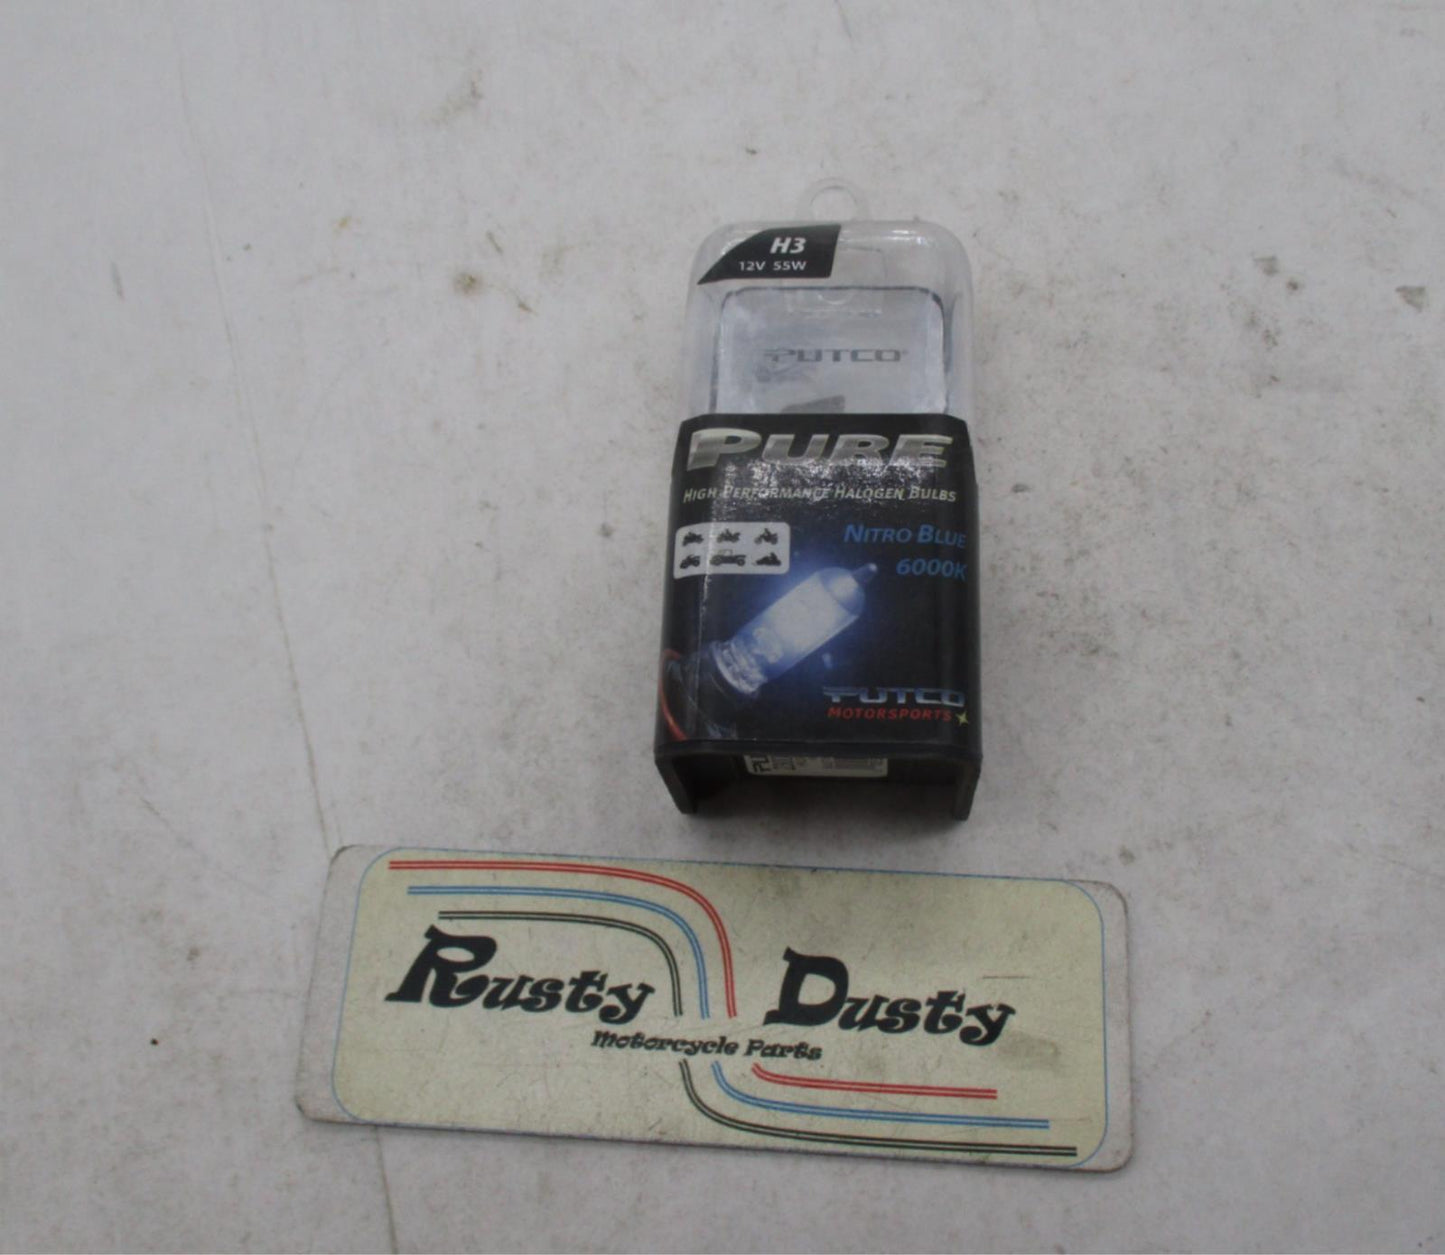 H3
12V 55W
PUTCO®
PURE
HIGH PERFORMANCE HALOGEN BULBS
NITRO BLUE
6000K
PUTCO
MOTORSPORTS
Rusty Dusty
Motorcycle Parts